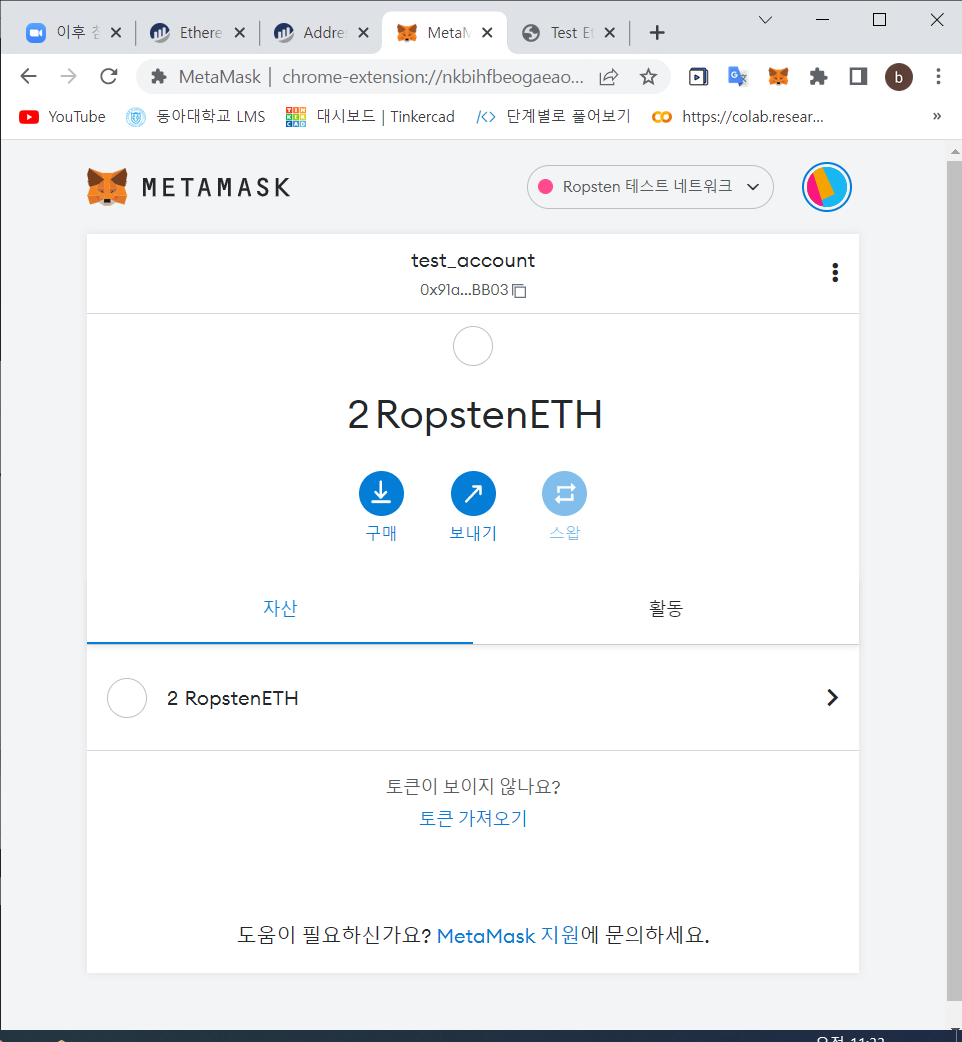 이후 Ethere Addre MetaM Test Et
MetaMask | chrome-extension://nkbihfbeogaeao... b
YouTube 동아대학교 LMS 대시보드 | Tinkercad 단계별로 풀어보기 https://colab.resear... »
METAMASK
Ropsten 테스트 네트워크
test_account
0x91a...BB03
2 RopstenETH
구매 보내기 스왑
자산 활동
2 RopstenETH
토큰이 보이지 않나요?
토큰 가져오기
도움이 필요하신가요? MetaMask 지원에 문의하세요.